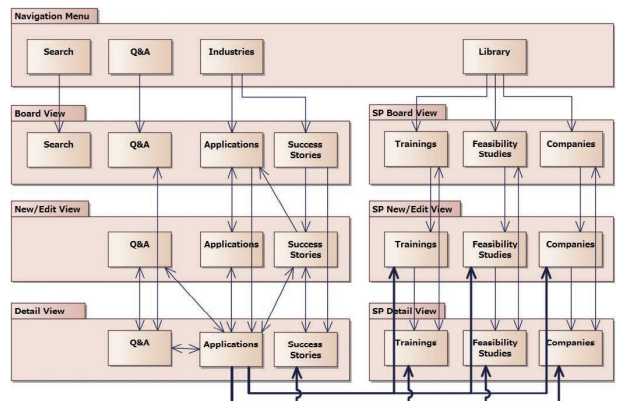 Navigation Menu
Search
Q&A
Industries
Library
Board View
Search
Q&A
Applications
Success
Stories
SP Board View
Trainings
Feasibility
Studies
Companies
New/Edit View
Q&A
Applications
Success
Stories
SP New/Edit View
Trainings
Feasibility
Studies
Companies
Detail View
Q&A
Applications
Success
Stories
SP Detail View
Trainings
Feasibility
Studies
Companies